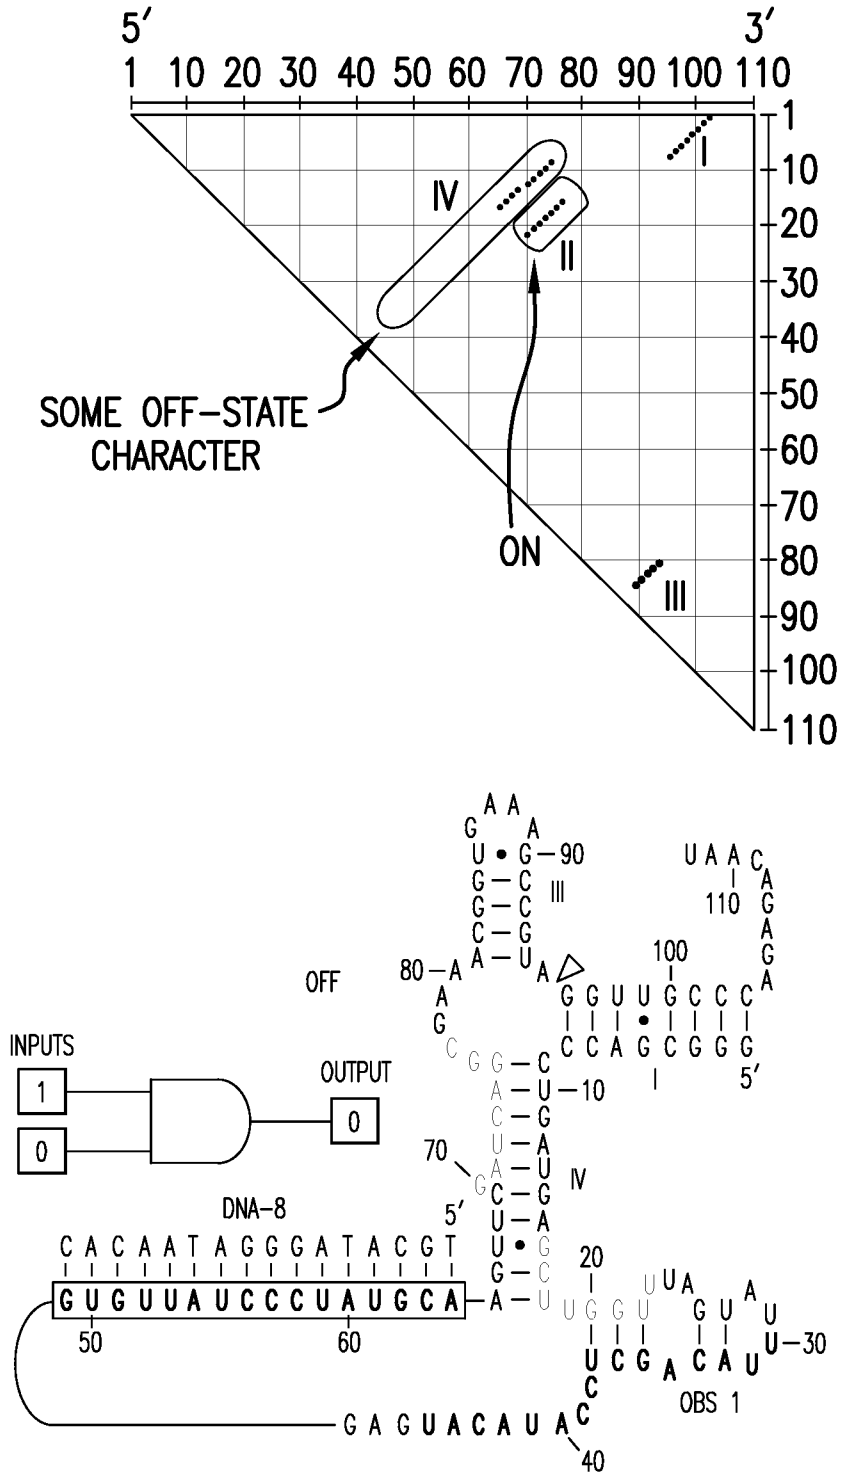 5′ 3′
1 10 20 30 40 50 60 70 80 90 100 110
1
I
10
IV
20
II
30
40
SOME OFF-STATE
CHARACTER
50
60
70
ON
80
III
90
100
110
A A
G A
U • G 90
G C III
G C
C G
A U
80 A A
U A A C
110
A G A G A
OFF
100
G G U U G C C C
C C A G C G G G
I 5′
A G C G G
G C
A U 10
C G
U A
A U
70 G
C G IV
U A
U • G
G C
A U
INPUTS
1
0
OUTPUT
0
DNA-8 5′
C A C A A T A G G G A T A C G T
G U G U U A U C C C U A U G C A
50 60
20
U G G U U U A G U A U
U 30
U C G A C A U U
OBS 1
C
C
G A G U A C A U A
40